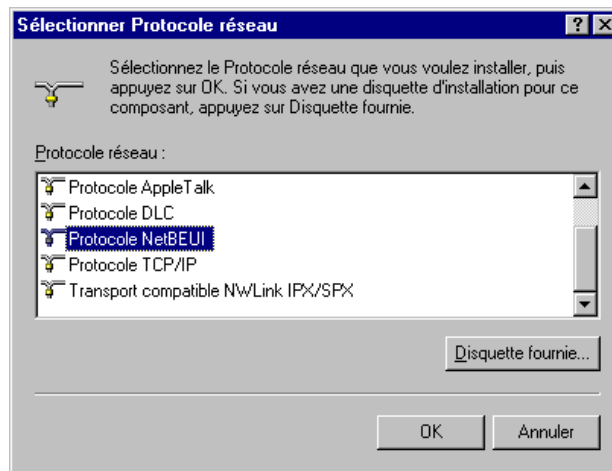 Sélectionner Protocole réseau
Sélectionnez le Protocole réseau que vous voulez installer, puis
appuyez sur OK. Si vous avez une disquette d'installation pour ce
composant, appuyez sur Disquette fournie.
Protocole réseau :
Protocole AppleTalk
Protocole DLC
Protocole NetBEUI
Protocole TCP/IP
Transport compatible NWLink IPX/SPX
Disquette fournie...
OK Annuler